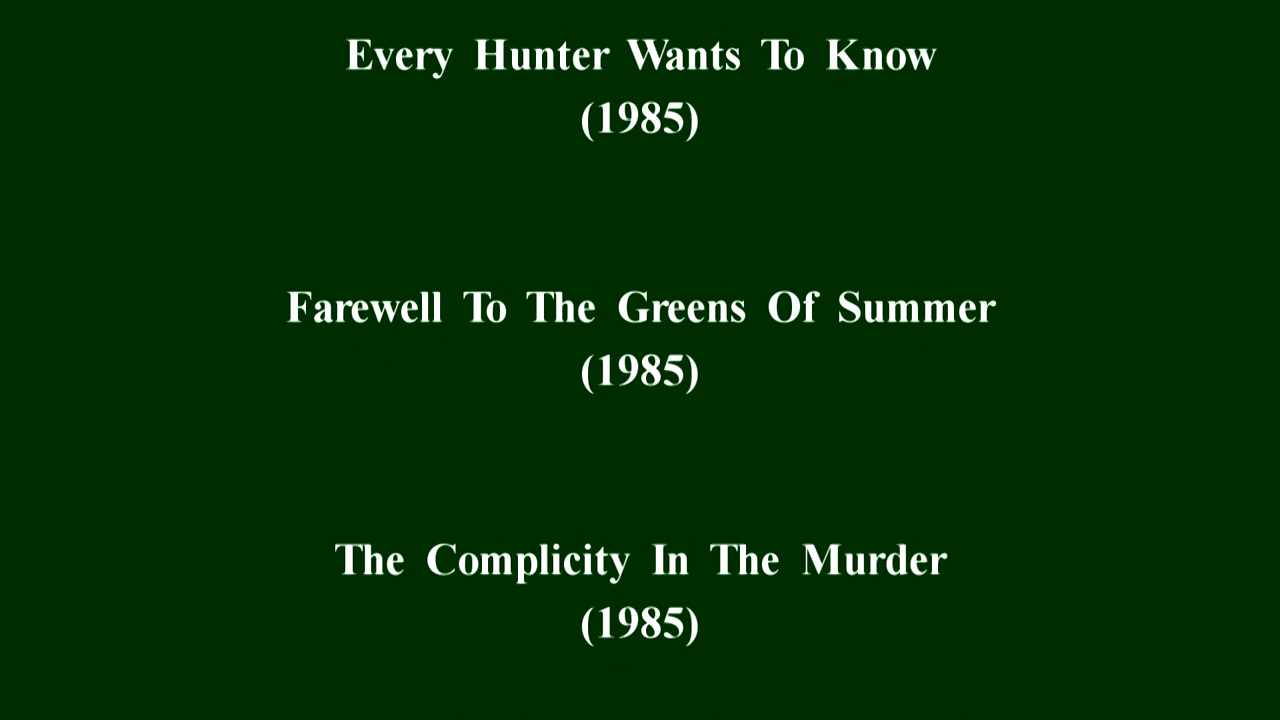 Every Hunter Wants To Know
(1985)
Farewell To The Greens Of Summer
(1985)
The Complicity In The Murder
(1985)